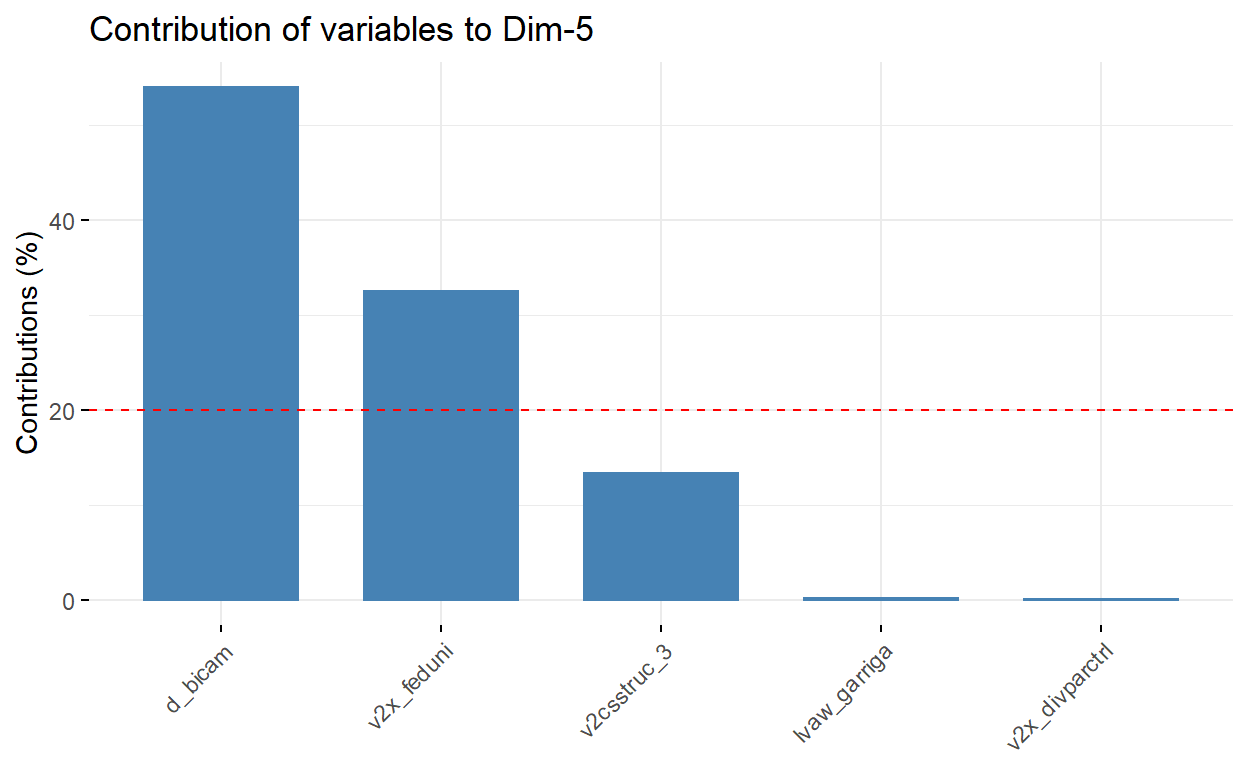 Contribution of variables to Dim-5
Contributions (%)
40
20
0
d_bicam
v2x_feduni
v2csstruc_3
lvaw_garriga
v2x_divparctrl